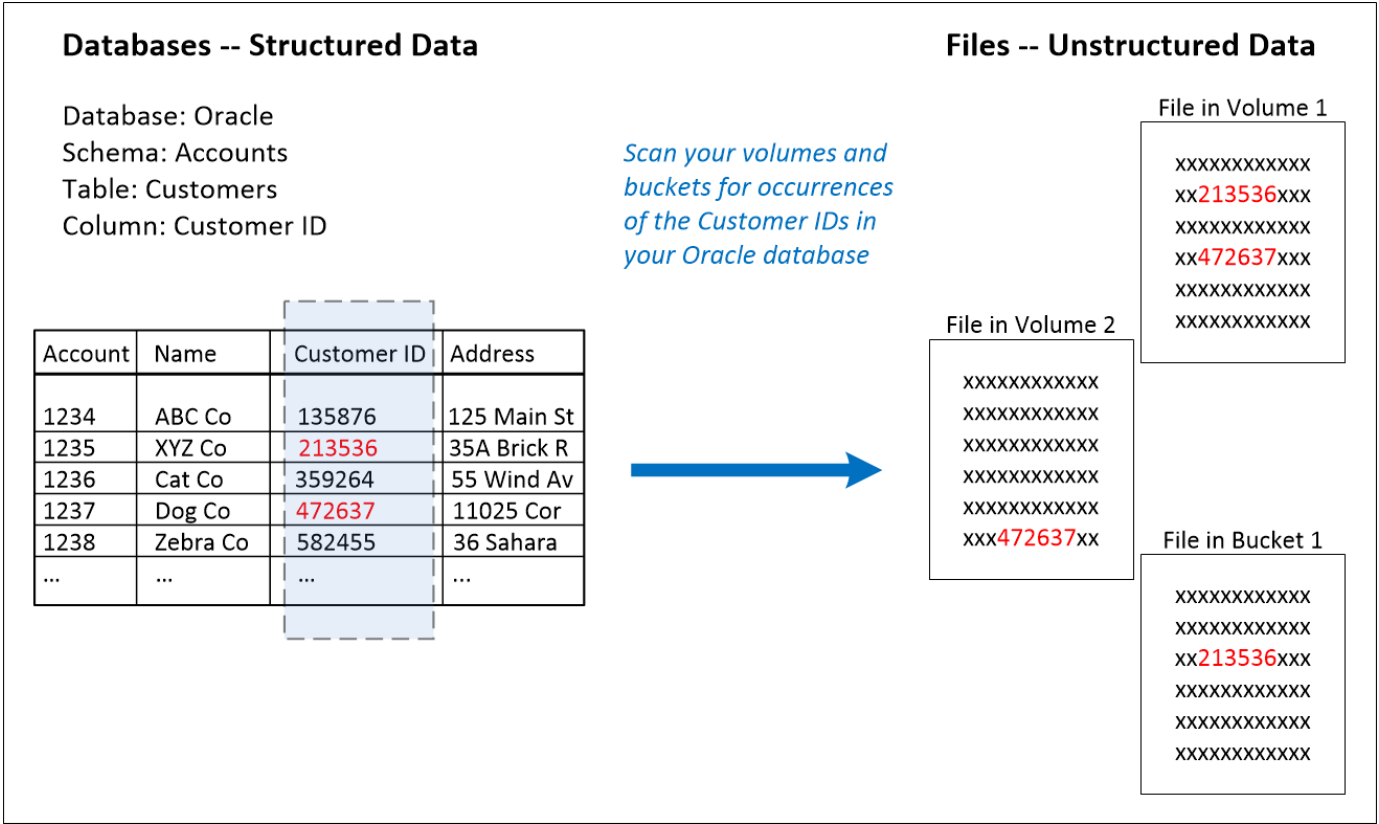 Databases -- Structured Data
Database: Oracle
Schema: Accounts
Table: Customers
Column: Customer ID
Scan your volumes and
buckets for occurrences
of the Customer IDs in
your Oracle database
Account Name Customer ID Address
1234 ABC Co 135876 125 Main St
1235 XYZ Co 213536 35A Brick R
1236 Cat Co 359264 55 Wind Av
1237 Dog Co 472637 11025 Cor
1238 Zebra Co 582455 36 Sahara
... ... ... ...
Files -- Unstructured Data
File in Volume 1
xxxxxxxxxxxx
xx213536xxx
xxxxxxxxxxxx
xx472637xxx
xxxxxxxxxxxx
xxxxxxxxxxxx
File in Volume 2
xxxxxxxxxxxx
xxxxxxxxxxxx
xxxxxxxxxxxx
xxxxxxxxxxxx
xxxxxxxxxxxx
xxx472637xx
File in Bucket 1
xxxxxxxxxxxx
xxxxxxxxxxxx
xx213536xxx
xxxxxxxxxxxx
xxxxxxxxxxxx
xxxxxxxxxxxx